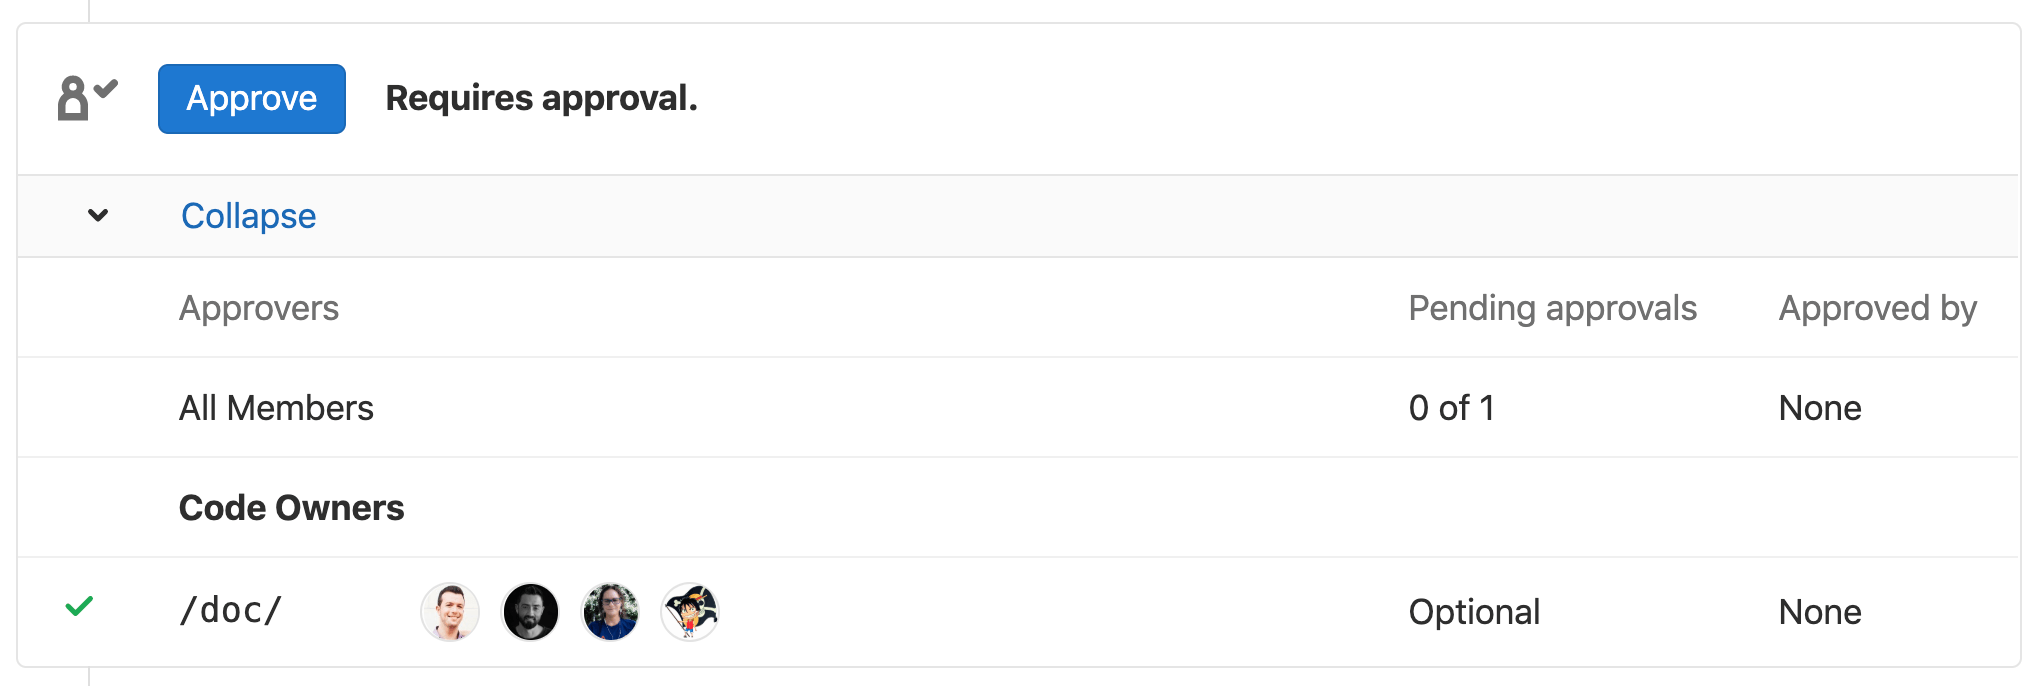 Approve Requires approval.
Collapse
Approvers Pending approvals Approved by
All Members 0 of 1 None
Code Owners
/doc/ Optional None